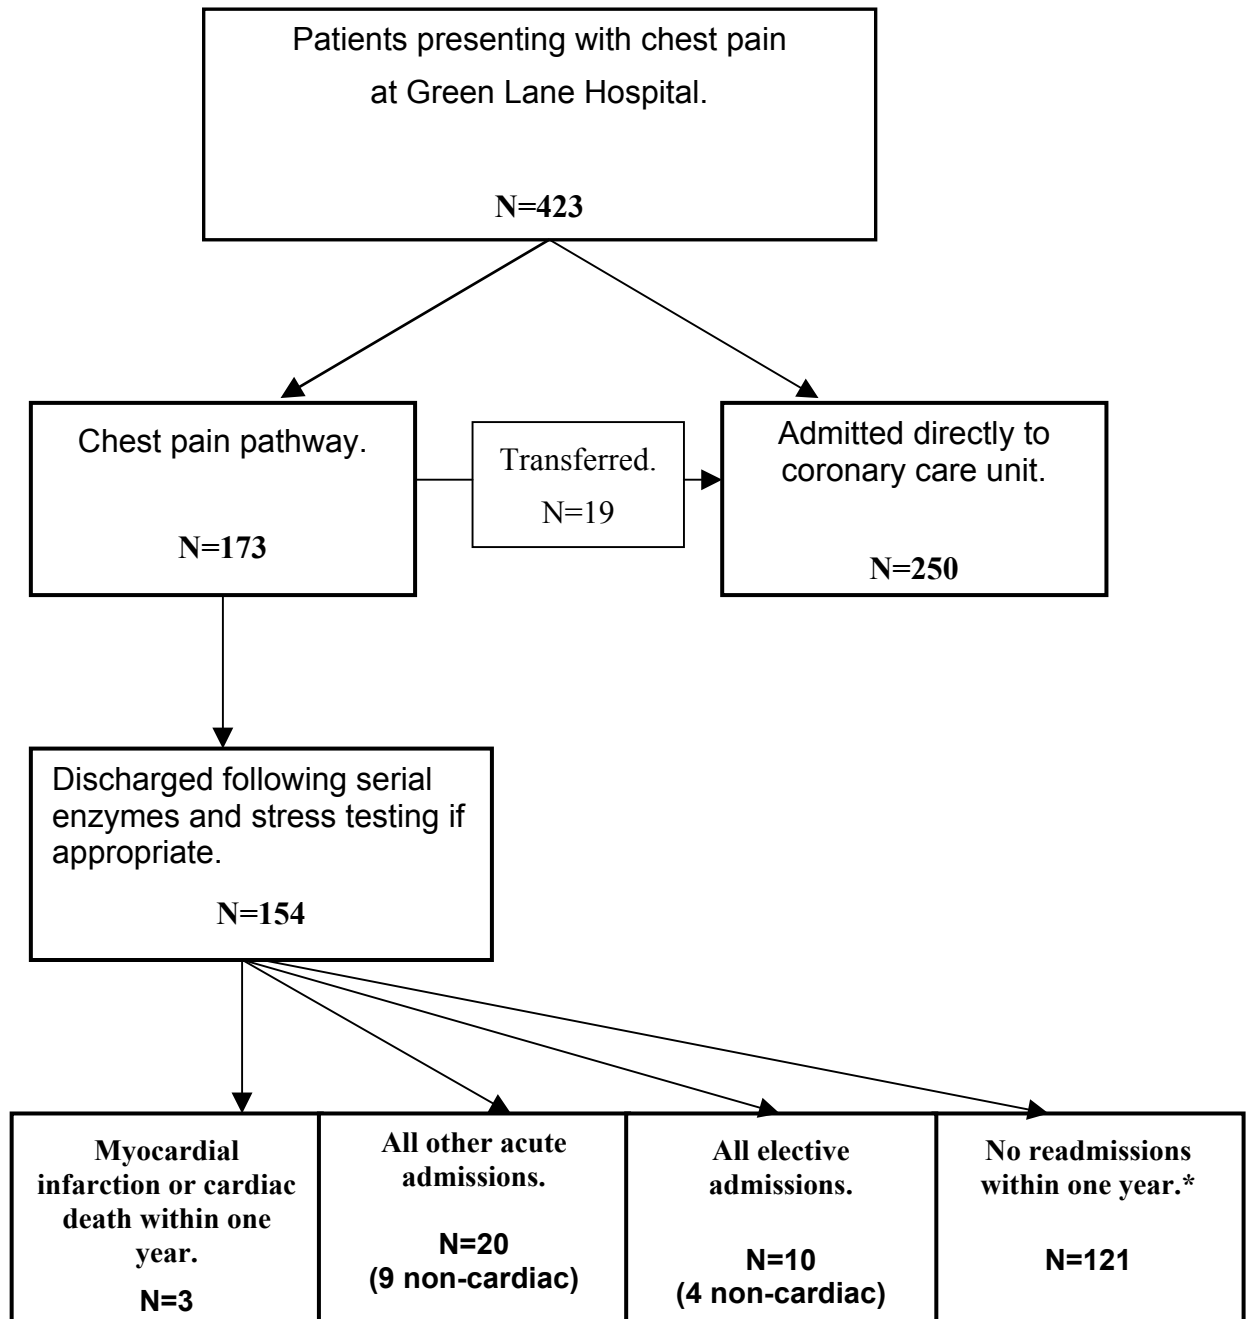 Patients presenting with chest pain
at Green Lane Hospital.
N=423
Chest pain pathway.
N=173
Transferred.
N=19
Admitted directly to
coronary care unit.
N=250
Discharged following serial
enzymes and stress testing if
appropriate.
N=154
Myocardial
infarction or cardiac
death within one
year.
N=3
All other acute
admissions.
N=20
(9 non-cardiac)
All elective
admissions.
N=10
(4 non-cardiac)
No readmissions
within one year.*
N=121